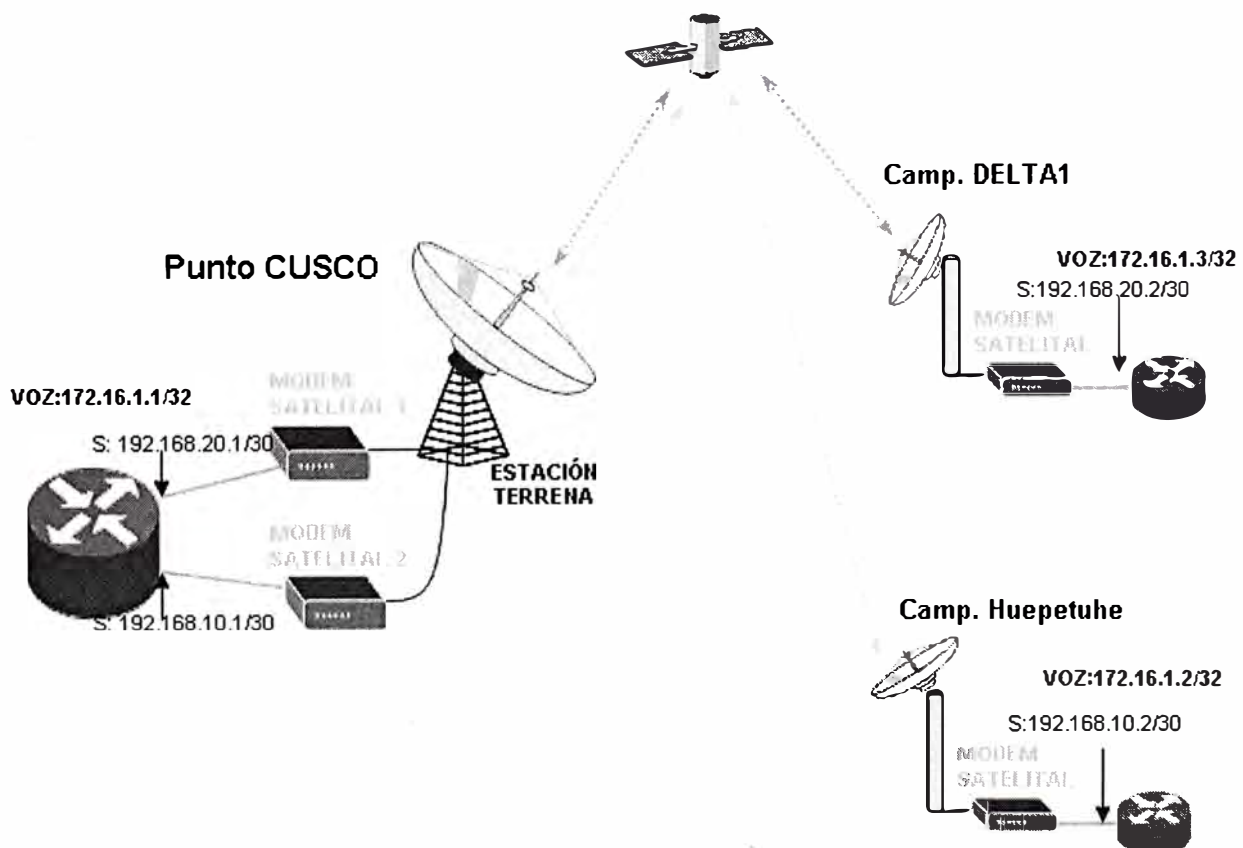 Camp. DELTA1
Punto CUSCO
VOZ:172.16.1.3/32
S:192.168.20.2/30
MODEM
SATELITAL
MODEM
SATELITAL 1
VOZ:172.16.1.1/32
S: 192.168.20.1/30
ESTACIÓN
TERRENA
MODEM
SATELITAL 2
S: 192.168.10.1/30
Camp. Huepetuhe
VOZ:172.16.1.2/32
S:192.168.10.2/30
MODEM
SATELITAL